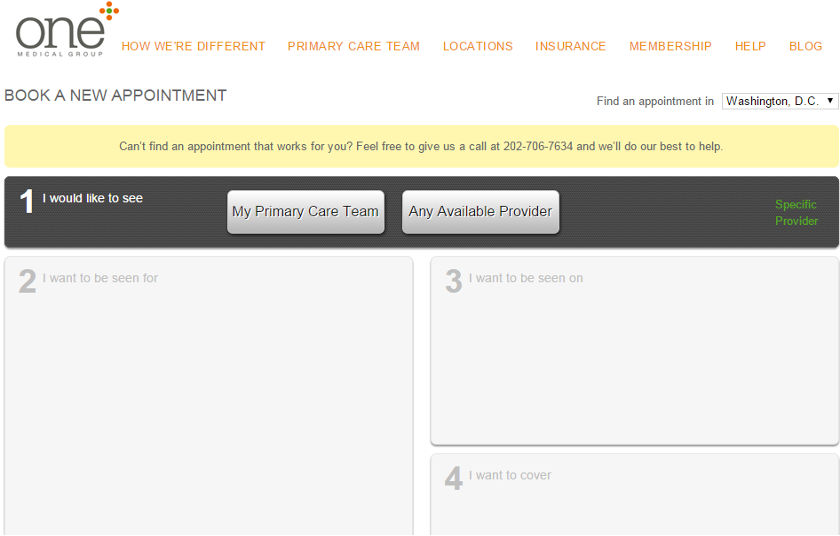 one
MEDICAL GROUP
HOW WE'RE DIFFERENT PRIMARY CARE TEAM LOCATIONS INSURANCE MEMBERSHIP HELP BLOG
BOOK A NEW APPOINTMENT
Find an appointment in Washington, D.C.
Can't find an appointment that works for you? Feel free to give us a call at 202-706-7634 and we'll do our best to help.
1 I would like to see
My Primary Care Team
Any Available Provider
Specific
Provider
2 I want to be seen for
3 I want to be seen on
4 I want to cover